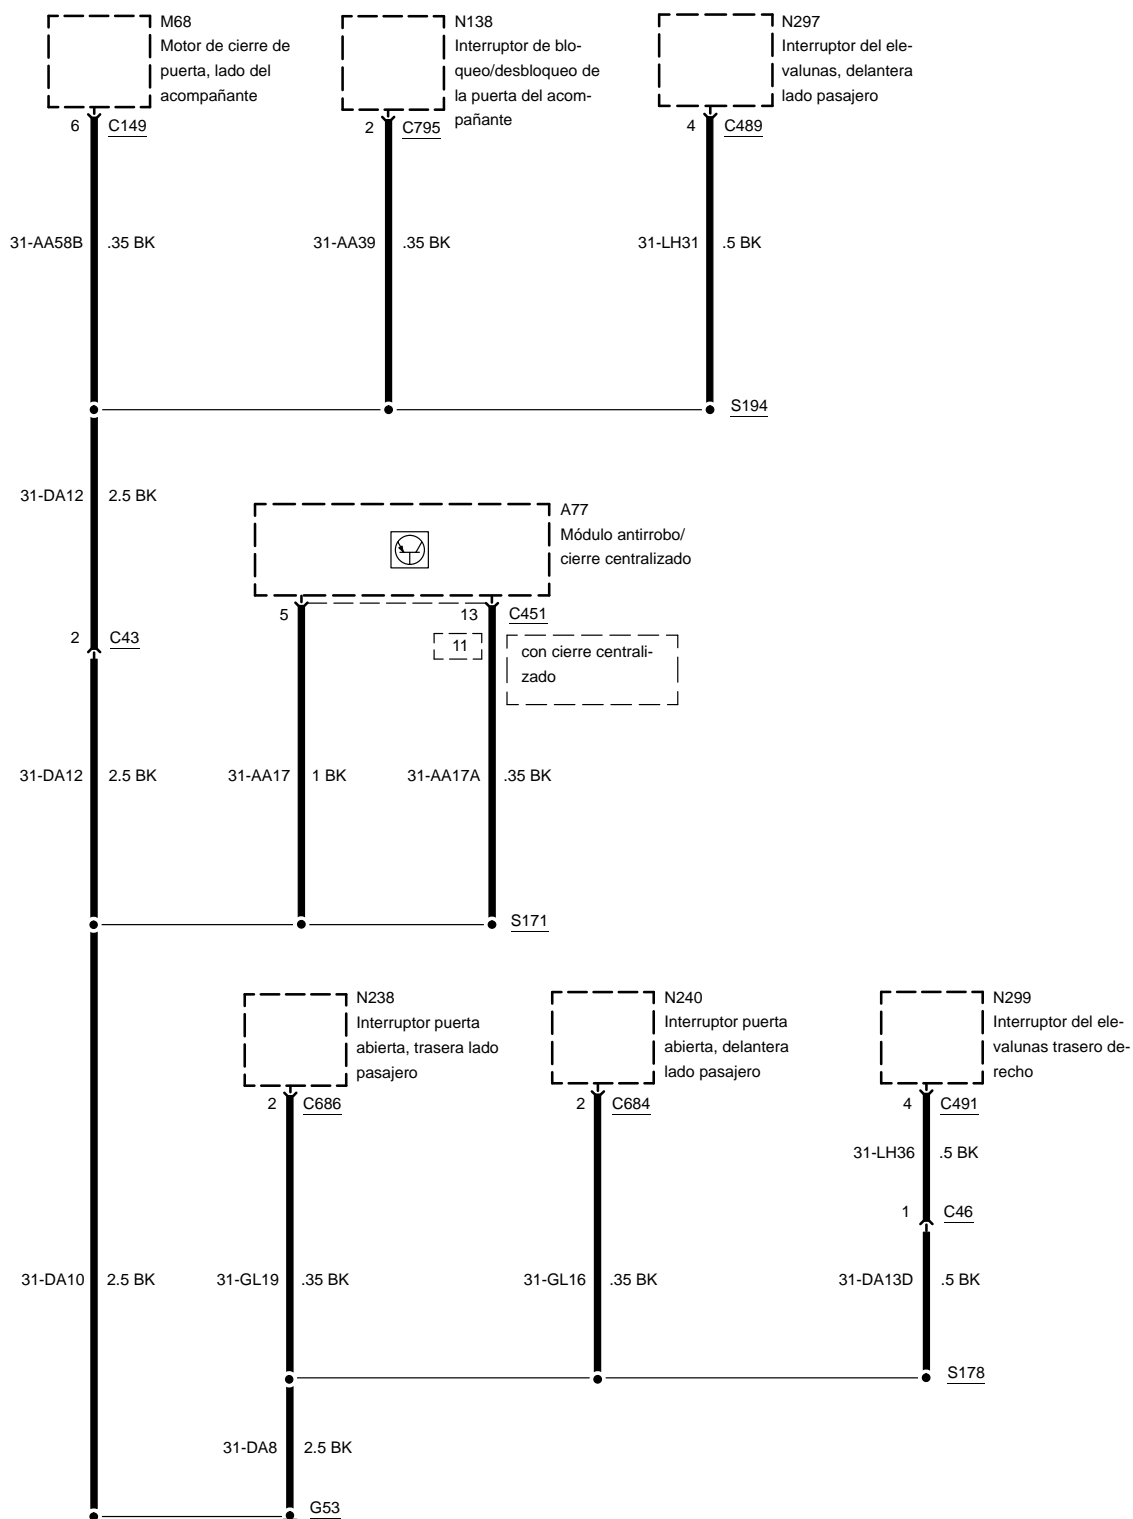 M68
Motor de cierre de
puerta, lado del
acompañante
N138
Interruptor de blo-
queo/desbloqueo de
la puerta del acom-
pañante
N297
Interruptor del ele-
valunas, delantera
lado pasajero
6 C149
2 C795
4 C489
31-AA58B .35 BK
31-AA39 .35 BK
31-LH31 .5 BK
S194
31-DA12 2.5 BK
A77
Módulo antirrobo/
cierre centralizado
5
13 C451
11
con cierre centrali-
zado
2 C43
31-DA12 2.5 BK
31-AA17 1 BK
31-AA17A .35 BK
S171
N238
Interruptor puerta
abierta, trasera lado
pasajero
N240
Interruptor puerta
abierta, delantera
lado pasajero
N299
Interruptor del ele-
valunas trasero de-
recho
2 C686
2 C684
4 C491
31-LH36 .5 BK
1 C46
31-DA10 2.5 BK
31-GL19 .35 BK
31-GL16 .35 BK
31-DA13D .5 BK
S178
31-DA8 2.5 BK
G53